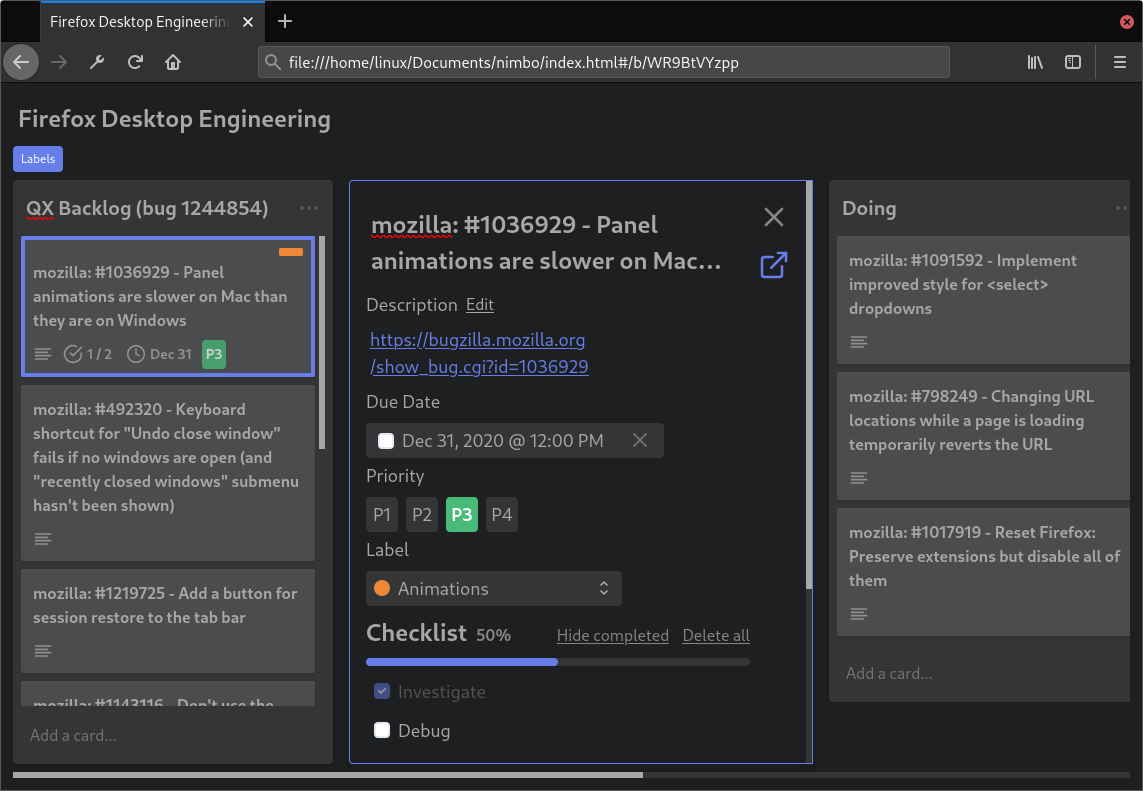 Firefox Desktop Engineerin
file:///home/linux/Documents/nimbo/index.html#/b/WR9BtVYzpp
Firefox Desktop Engineering
Labels
QX Backlog (bug 1244854)
mozilla: #1036929 - Panel
animations are slower on Mac than
they are on Windows
1/2
Dec 31
P3
mozilla: #492320 - Keyboard
shortcut for "Undo close window"
fails if no windows are open (and
"recently closed windows" submenu
hasn't been shown)
mozilla: #1219725 - Add a button for
session restore to the tab bar
mozilla: #1143116 - Don't use the
Add a card...
mozilla: #1036929 - Panel
animations are slower on Mac...
Description Edit
https://bugzilla.mozilla.org
/show_bug.cgi?id=1036929
Due Date
Dec 31, 2020 @ 12:00 PM
Priority
P1 P2 P3 P4
Label
Animations
Checklist 50% Hide completed Delete all
Investigate
Debug
Doing
mozilla: #1091592 - Implement
improved style for <select>
dropdowns
mozilla: #798249 - Changing URL
locations while a page is loading
temporarily reverts the URL
mozilla: #1017919 - Reset Firefox:
Preserve extensions but disable all of
them
Add a card...